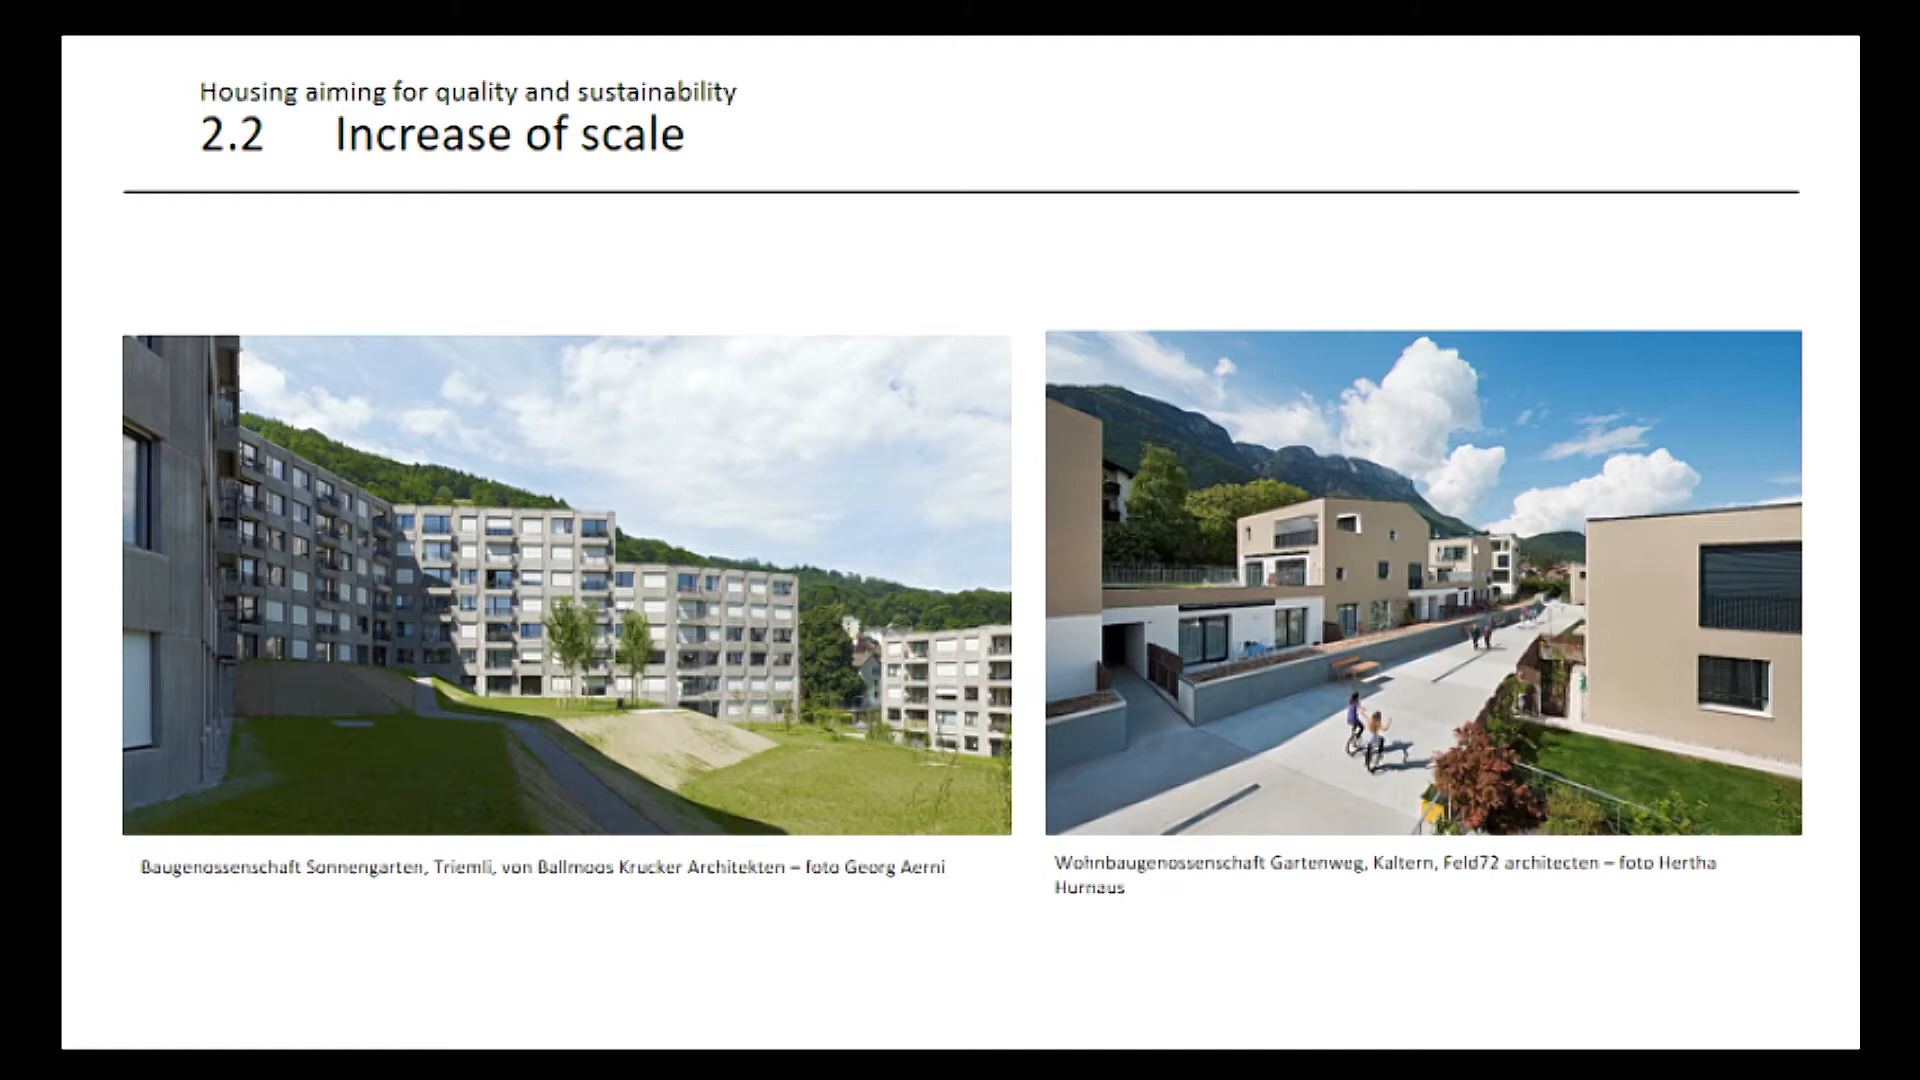 Housing aiming for quality and sustainability
2.2 Increase of scale
Baugenossenschaft Sonnengarten, Triemli, von Ballmoos Krucker Architekten – foto Georg Aerni
Wohnbaugenossenschaft Gartenweg, Kaltern, Feld72 architecten – foto Hertha
Hurnaus